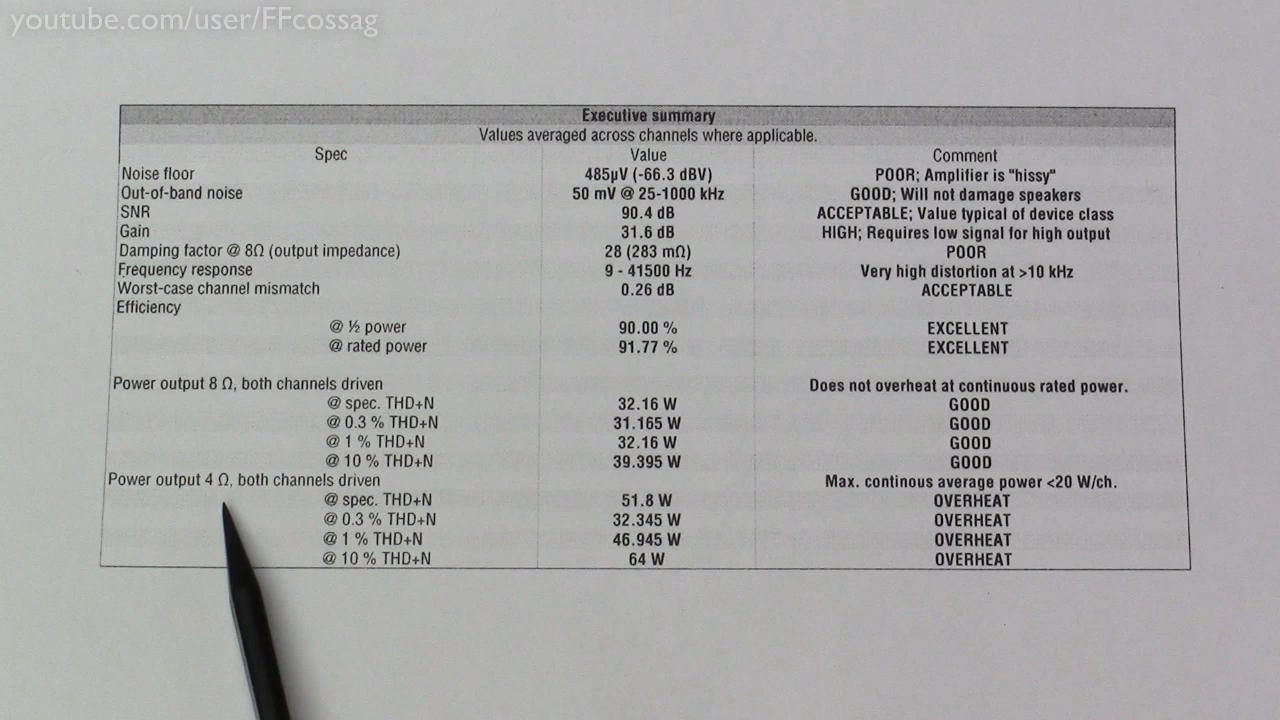 youtube.com/user/FFcossag
Executive summary
Values averaged across channels where applicable.
Spec Value Comment
Noise floor 485µV (-66.3 dBV) POOR; Amplifier is "hissy"
Out-of-band noise 50 mV @ 25-1000 kHz GOOD; Will not damage speakers
SNR 90.4 dB ACCEPTABLE; Value typical of device class
Gain 31.6 dB HIGH; Requires low signal for high output
Damping factor @ 8Ω (output impedance) 28 (283 mΩ) POOR
Frequency response 9 - 41500 Hz Very high distortion at >10 kHz
Worst-case channel mismatch 0.26 dB ACCEPTABLE
Efficiency
@ ½ power 90.00 % EXCELLENT
@ rated power 91.77 % EXCELLENT
Power output 8 Ω, both channels driven Does not overheat at continuous rated power.
@ spec. THD+N 32.16 W GOOD
@ 0.3 % THD+N 31.165 W GOOD
@ 1 % THD+N 32.16 W GOOD
@ 10 % THD+N 39.395 W GOOD
Power output 4 Ω, both channels driven Max. continous average power <20 W/ch.
@ spec. THD+N 51.8 W OVERHEAT
@ 0.3 % THD+N 32.345 W OVERHEAT
@ 1 % THD+N 46.945 W OVERHEAT
@ 10 % THD+N 64 W OVERHEAT